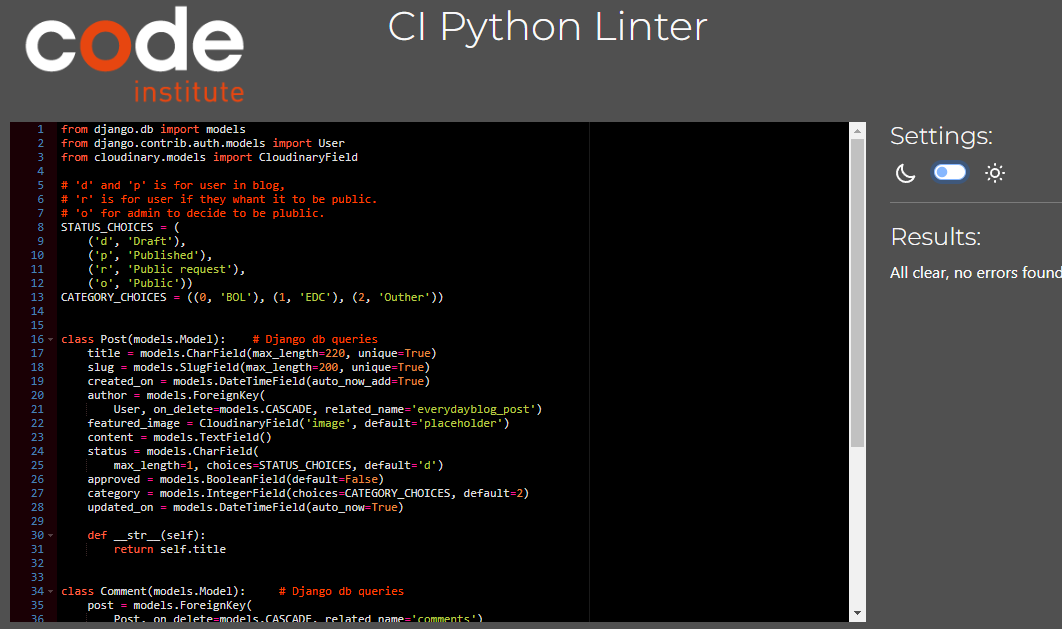 code
institute
CI Python Linter
1 from django.db import models
2 from django.contrib.auth.models import User
3 from cloudinary.models import CloudinaryField
4
5 # 'd' and 'p' is for user in blog,
6 # 'r' is for user if they whant it to be public.
7 # 'o' for admin to decide to be plublic.
8 STATUS_CHOICES = (
9     ('d', 'Draft'),
10     ('p', 'Published'),
11     ('r', 'Public request'),
12     ('o', 'Public'))
13 CATEGORY_CHOICES = ((0, 'BOL'), (1, 'EDC'), (2, 'Outher'))
14
15
16 class Post(models.Model):    # Django db queries
17     title = models.CharField(max_length=220, unique=True)
18     slug = models.SlugField(max_length=200, unique=True)
19     created_on = models.DateTimeField(auto_now_add=True)
20     author = models.ForeignKey(
21         User, on_delete=models.CASCADE, related_name='everydayblog_post')
22     featured_image = CloudinaryField('image', default='placeholder')
23     content = models.TextField()
24     status = models.CharField(
25         max_length=1, choices=STATUS_CHOICES, default='d')
26     approved = models.BooleanField(default=False)
27     category = models.IntegerField(choices=CATEGORY_CHOICES, default=2)
28     updated_on = models.DateTimeField(auto_now=True)
29
30     def __str__(self):
31         return self.title
32
33
34 class Comment(models.Model):     # Django db queries
35     post = models.ForeignKey(
36         Post, on_delete=models.CASCADE, related_name='comments')
Settings:
Results:
All clear, no errors found